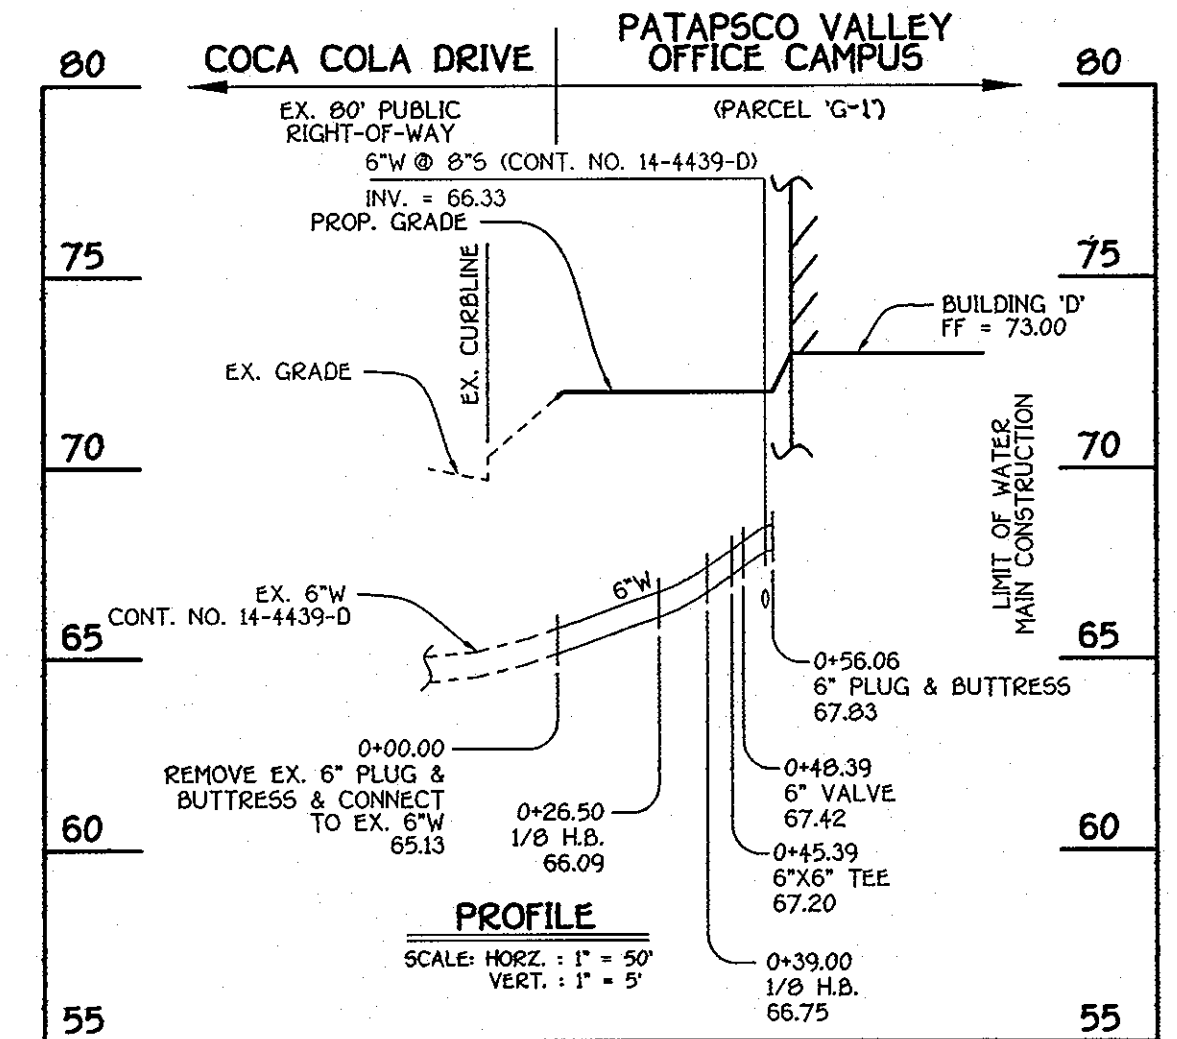 COCA COLA DRIVE
PATAPSCO VALLEY
OFFICE CAMPUS
80
80
EX. 80' PUBLIC
RIGHT-OF-WAY
(PARCEL 'G-1')
6"W @ 8"S (CONT. NO. 14-4439-D)
INV. = 66.33
PROP. GRADE
75
75
EX. CURBLINE
BUILDING 'D'
FF = 73.00
EX. GRADE
70
70
LIMIT OF WATER
MAIN CONSTRUCTION
6"W
EX. 6"W
CONT. NO. 14-4439-D
65
65
0+56.06
6" PLUG & BUTTRESS
67.83
0+00.00
REMOVE EX. 6" PLUG &
BUTTRESS & CONNECT
TO EX. 6"W
65.13
0+48.39
6" VALVE
67.42
0+26.50
1/8 H.B.
66.09
60
60
0+45.39
6"X6" TEE
67.20
PROFILE
SCALE: HORZ. : 1" = 50'
VERT. : 1" = 5'
0+39.00
1/8 H.B.
66.75
55
55